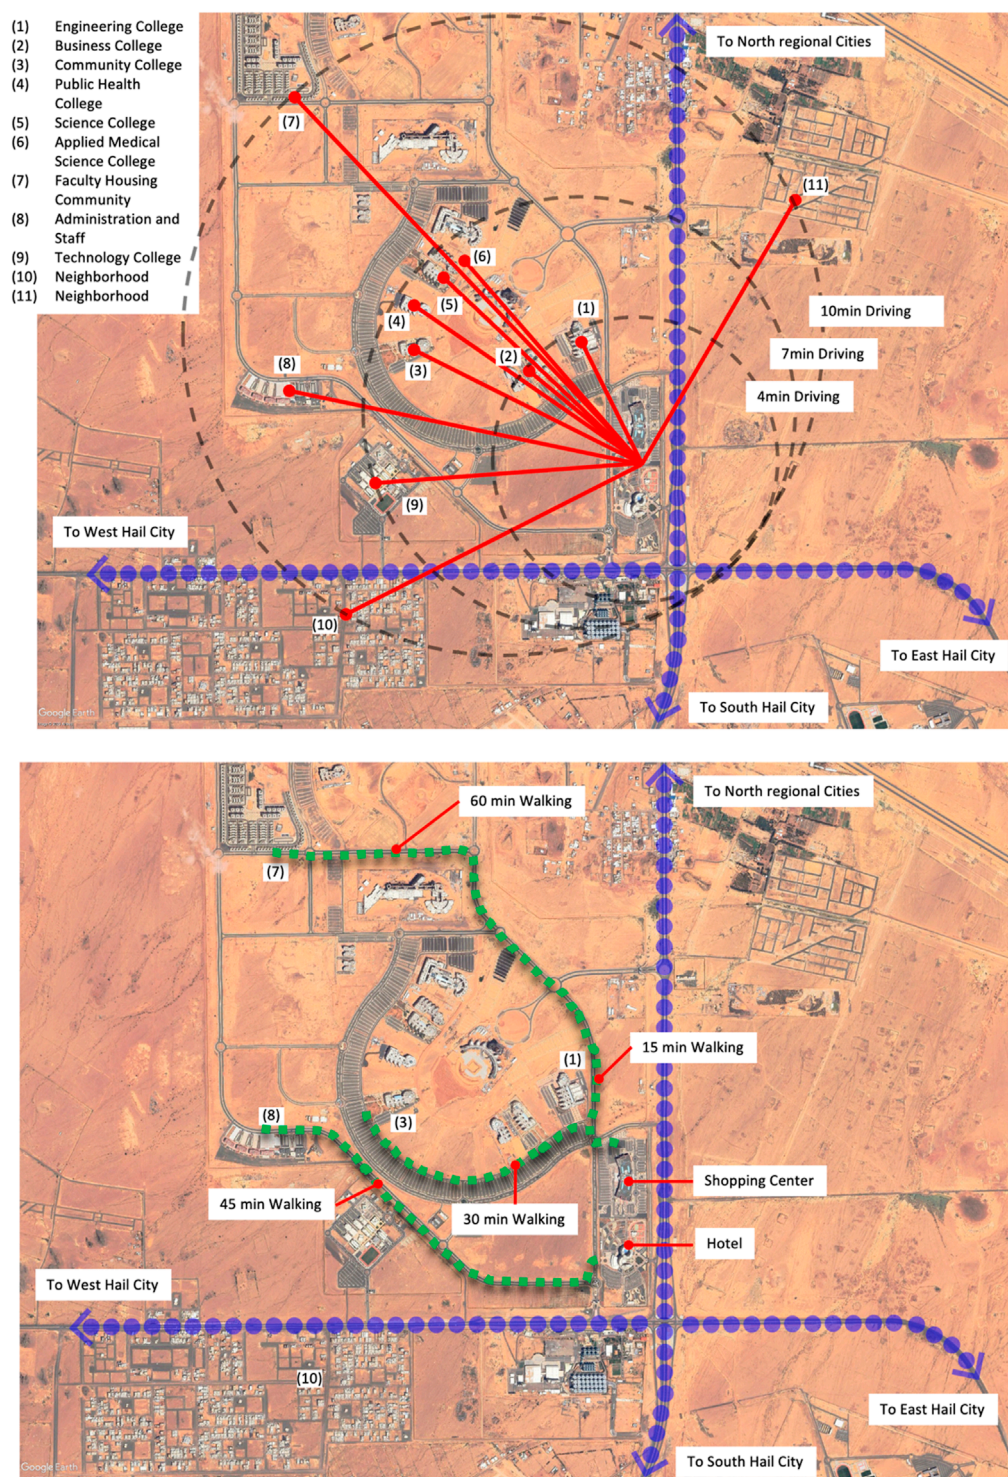 (1) Engineering College
(2) Business College
(3) Community College
(4) Public Health
College
(5) Science College
(6) Applied Medical
Science College
(7) Faculty Housing
Community
(8) Administration and
Staff
(9) Technology College
(10) Neighborhood
(11) Neighborhood
To North regional Cities
(7)
(11)
(6)
(5)
(4)
(1)
10min Driving
(2)
7min Driving
(3)
(8)
4min Driving
(9)
To West Hail City
(10)
To East Hail City
To South Hail City
Google Earth
To North regional Cities
60 min Walking
(7)
15 min Walking
(1)
(8)
(3)
Shopping Center
45 min Walking
30 min Walking
Hotel
To West Hail City
(10)
To East Hail City
To South Hail City
Google Earth